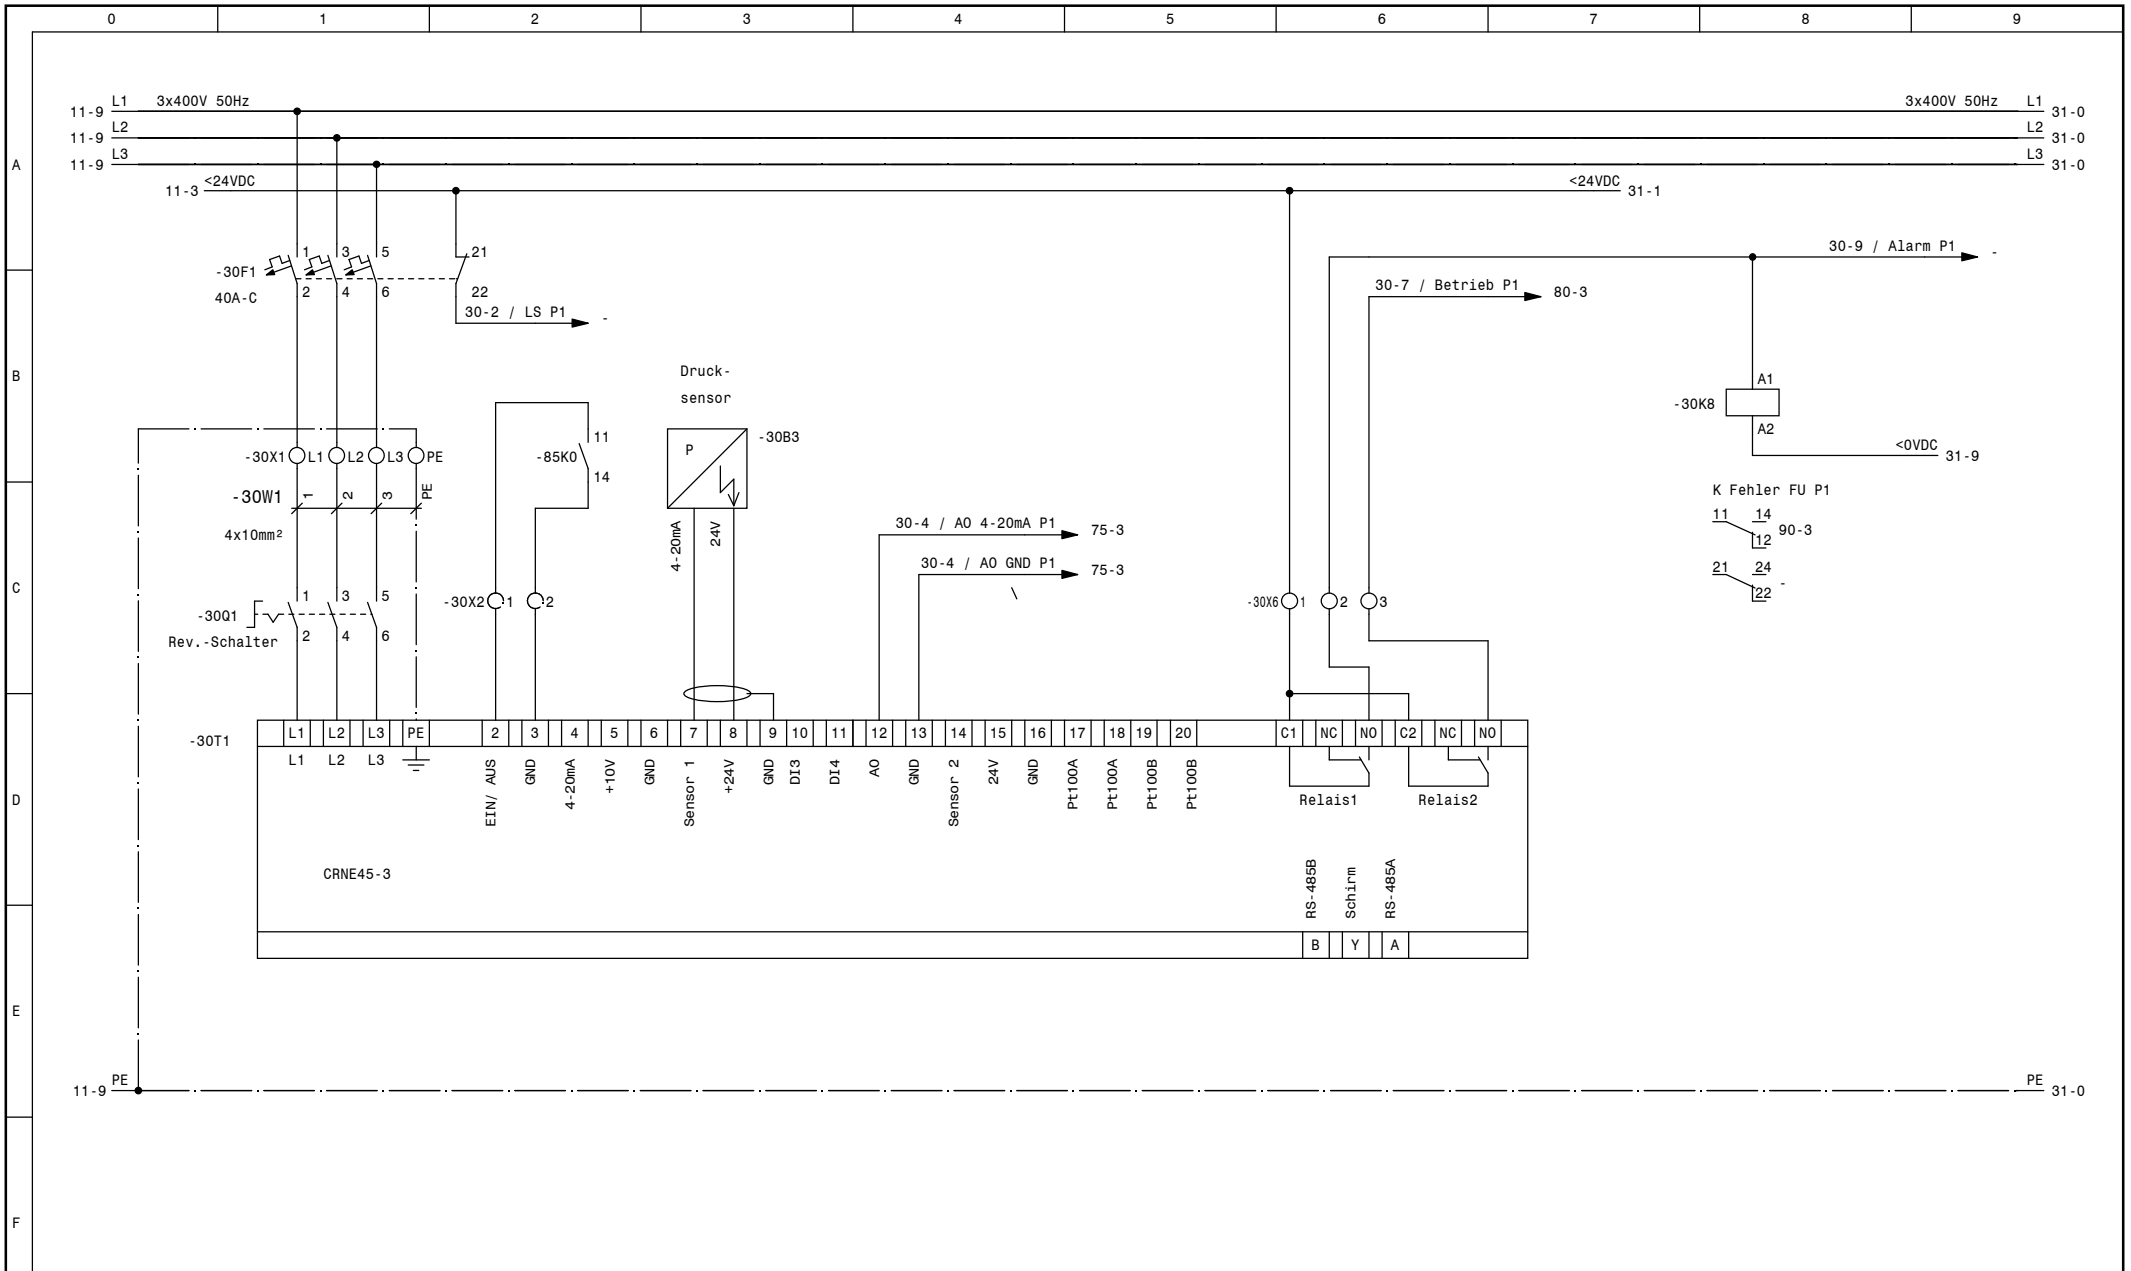 0 1 2 3 4 5 6 7 8 9
A
B
C
D
E
F
11-9 L1 3x400V 50Hz 3x400V 50Hz L1 31-0
11-9 L2 L2 31-0
11-9 L3 L3 31-0
11-3 <24VDC <24VDC 31-1
-30F1
40A-C
1 3 5 21
2 4 6 22
30-2 / LS P1 -
30-9 / Alarm P1 -
30-7 / Betrieb P1 80-3
Druck-
sensor
-30B3
P
4-20mA
24V
-85K0
11
14
-30K8
A1
A2
<0VDC 31-9
K Fehler FU P1
11 14
12
90-3
21 24
22
-
-30X1 L1 L2 L3 PE
-30W1 1 2 3 PE
4x10mm²
-30Q1
Rev.-Schalter
1 3 5
2 4 6
-30X2 1 2
30-4 / AO 4-20mA P1 75-3
30-4 / AO GND P1 75-3
\
-30X6 1 2 3
-30T1
L1 L2 L3 PE 2 3 4 5 6 7 8 9 10 11 12 13 14 15 16 17 18 19 20 C1 NC NO C2 NC NO
L1 L2 L3
EIN/ AUS
GND
4-20mA
+10V
GND
Sensor 1
+24V
GND
DI3
DI4
AO
GND
Sensor 2
24V
GND
Pt100A
Pt100A
Pt100B
Pt100B
Relais1 Relais2
CRNE45-3
RS-485B
Schirm
RS-485A
B Y A
11-9 PE PE 31-0